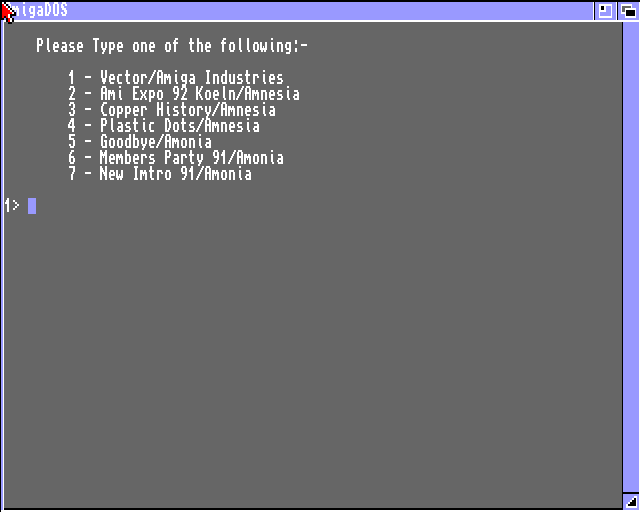 AmigaDOS
Please Type one of the following:-
1 - Vector/Amiga Industries
2 - Ami Expo 92 Koeln/Amnesia
3 - Copper History/Amnesia
4 - Plastic Dots/Amnesia
5 - Goodbye/Amonia
6 - Members Party 91/Amonia
7 - New Imtro 91/Amonia
1>